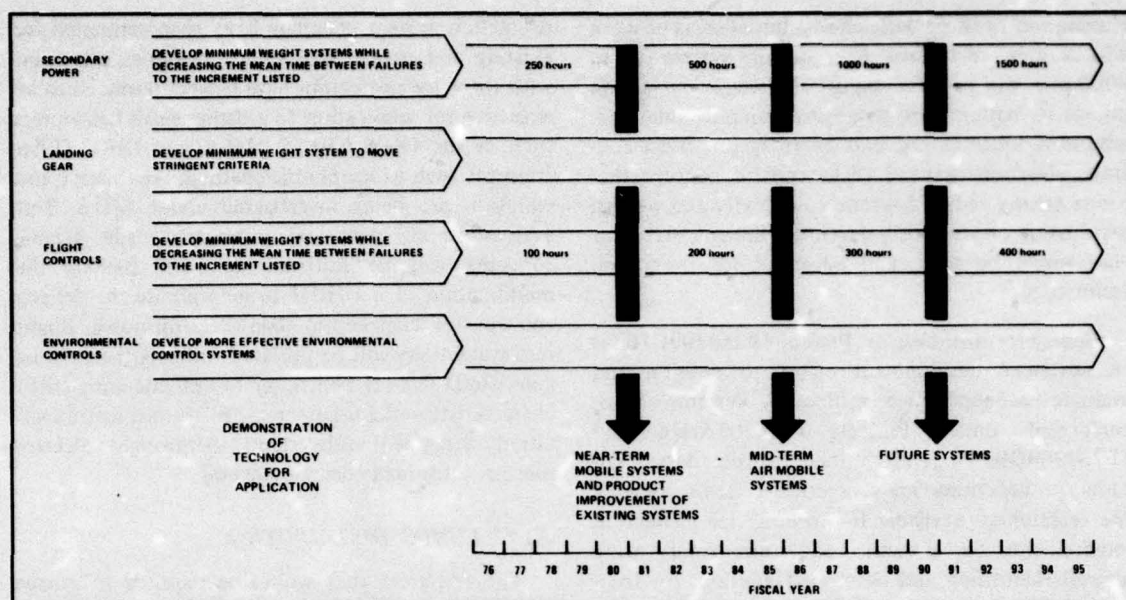 SECONDARY POWER
DEVELOP MINIMUM WEIGHT SYSTEMS WHILE
DECREASING THE MEAN TIME BETWEEN FAILURES
TO THE INCREMENT LISTED
250 hours
500 hours
1000 hours
1500 hours
LANDING GEAR
DEVELOP MINIMUM WEIGHT SYSTEM TO MOVE
STRINGENT CRITERIA
FLIGHT CONTROLS
DEVELOP MINIMUM WEIGHT SYSTEMS WHILE
DECREASING THE MEAN TIME BETWEEN FAILURES
TO THE INCREMENT LISTED
100 hours
200 hours
300 hours
400 hours
ENVIRONMENTAL CONTROLS
DEVELOP MORE EFFECTIVE ENVIRONMENTAL
CONTROL SYSTEMS
DEMONSTRATION
OF
TECHNOLOGY
FOR
APPLICATION
NEAR-TERM
MOBILE SYSTEMS
AND PRODUCT
IMPROVEMENT OF
EXISTING SYSTEMS
MID-TERM
AIR MOBILE
SYSTEMS
FUTURE SYSTEMS
76 77 78 79 80 81 82 83 84 85 86 87 88 89 90 91 92 93 94 95
FISCAL YEAR